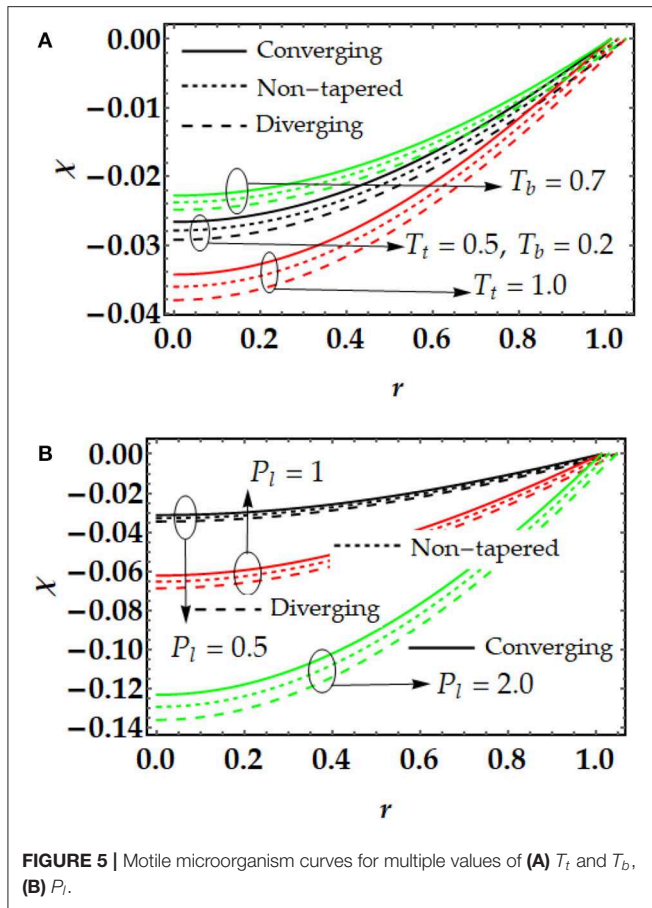 A
0.00
−0.01
−0.02
−0.03
−0.04
χ
Converging
Non−tapered
Diverging
T_b = 0.7
T_t = 0.5, T_b = 0.2
T_t = 1.0
0.0 0.2 0.4 0.6 0.8 1.0
r
B
0.00
−0.02
−0.04
−0.06
−0.08
−0.10
−0.12
−0.14
χ
P_l = 1
Non−tapered
Diverging
P_l = 0.5
Converging
P_l = 2.0
0.0 0.2 0.4 0.6 0.8 1.0
r
FIGURE 5 | Motile microorganism curves for multiple values of (A) T_t and T_b,
(B) P_l.